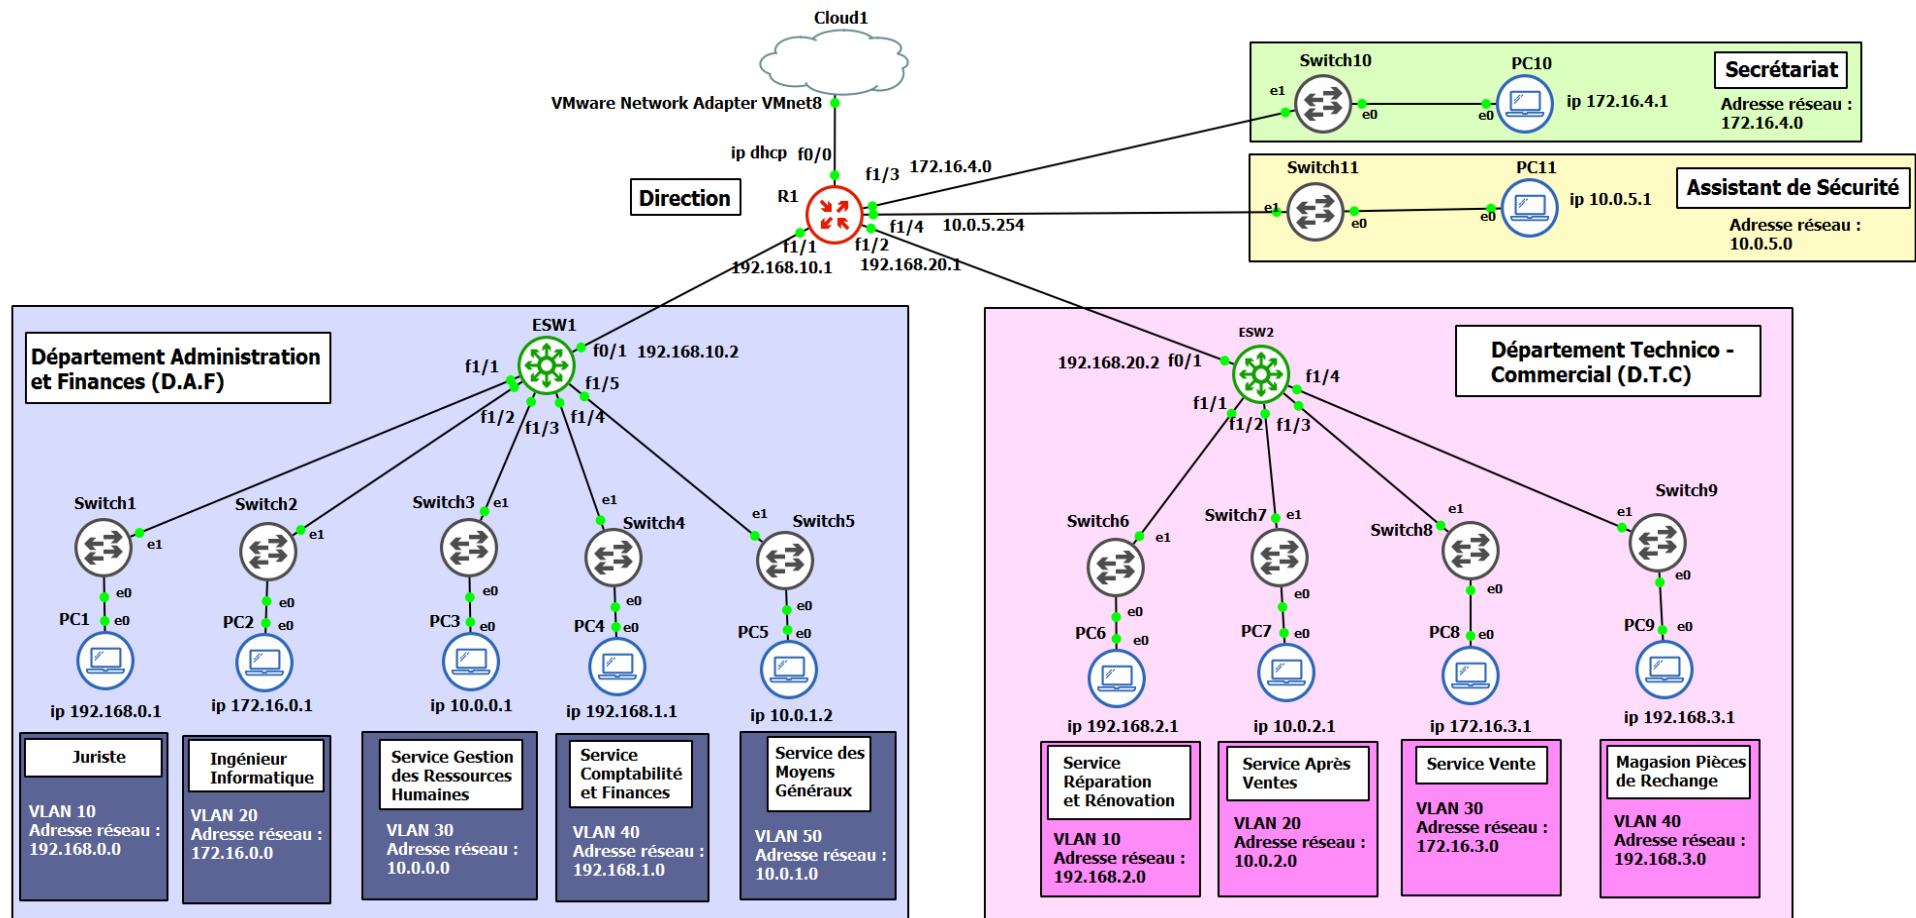 Cloud1
VMware Network Adapter VMnet8
ip dhcp f0/0
Direction
R1
f1/3
172.16.4.0
f1/4
10.0.5.254
f1/1
192.168.10.1
f1/2
192.168.20.1
Switch10
e1
e0
PC10
e0
ip 172.16.4.1
Secrétariat
Adresse réseau :
172.16.4.0
Switch11
e1
e0
PC11
e0
ip 10.0.5.1
Assistant de Sécurité
Adresse réseau :
10.0.5.0
Département Administration
et Finances (D.A.F)
ESW1
f0/1 192.168.10.2
f1/1
f1/2
f1/3
f1/4
f1/5
Switch1
e1
e0
PC1
e0
ip 192.168.0.1
Juriste
VLAN 10
Adresse réseau :
192.168.0.0
Switch2
e1
e0
PC2
e0
ip 172.16.0.1
Ingénieur
Informatique
VLAN 20
Adresse réseau :
172.16.0.0
Switch3
e1
e0
PC3
e0
ip 10.0.0.1
Service Gestion
des Ressources
Humaines
VLAN 30
Adresse réseau :
10.0.0.0
Switch4
e1
e0
PC4
e0
ip 192.168.1.1
Service
Comptabilité
et Finances
VLAN 40
Adresse réseau :
192.168.1.0
Switch5
e1
e0
PC5
e0
ip 10.0.1.2
Service des
Moyens
Généraux
VLAN 50
Adresse réseau :
10.0.1.0
Département Technico -
Commercial (D.T.C)
ESW2
192.168.20.2 f0/1
f1/1
f1/2
f1/3
f1/4
Switch6
e1
e0
PC6
e0
ip 192.168.2.1
Service
Réparation
et Rénovation
VLAN 10
Adresse réseau :
192.168.2.0
Switch7
e1
e0
PC7
e0
ip 10.0.2.1
Service Après
Ventes
VLAN 20
Adresse réseau :
10.0.2.0
Switch8
e1
e0
PC8
e0
ip 172.16.3.1
Service Vente
VLAN 30
Adresse réseau :
172.16.3.0
Switch9
e1
e0
PC9
e0
ip 192.168.3.1
Magasion Pièces
de Rechange
VLAN 40
Adresse réseau :
192.168.3.0